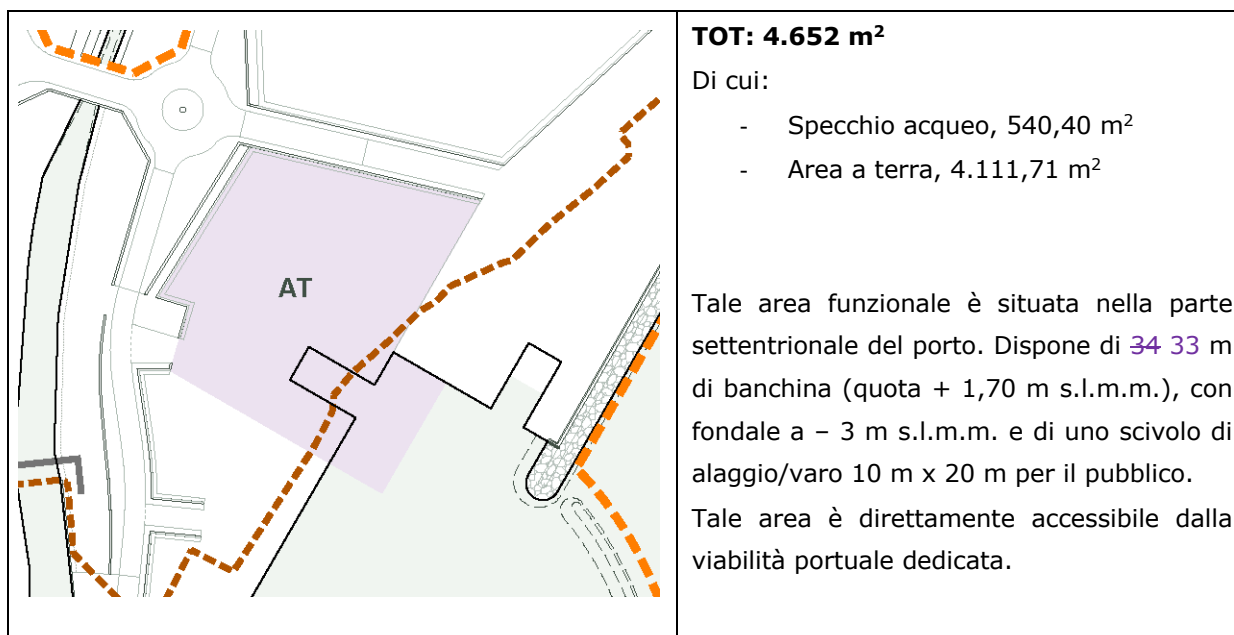 AT
TOT: 4.652 m²
Di cui:
- Specchio acqueo, 540,40 m²
- Area a terra, 4.111,71 m²
Tale area funzionale è situata nella parte
settentrionale del porto. Dispone di 34 33 m
di banchina (quota + 1,70 m s.l.m.m.), con
fondale a – 3 m s.l.m.m. e di uno scivolo di
alaggio/varo 10 m x 20 m per il pubblico.
Tale area è direttamente accessibile dalla
viabilità portuale dedicata.